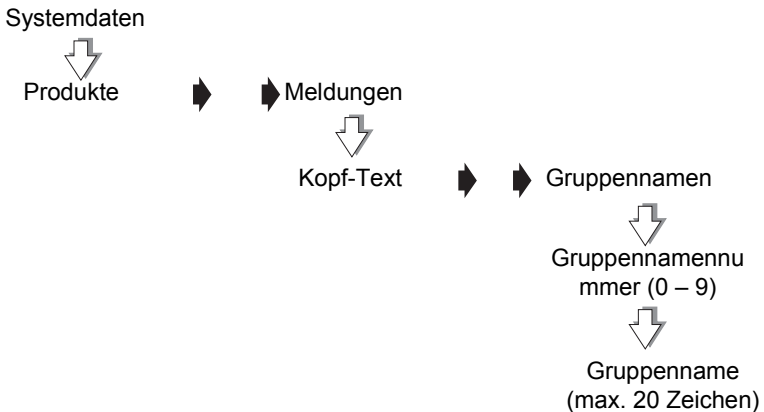 Systemdaten
Produkte
Meldungen
Kopf-Text
Gruppennamen
Gruppennamennu
mmer (0 – 9)
Gruppenname
(max. 20 Zeichen)